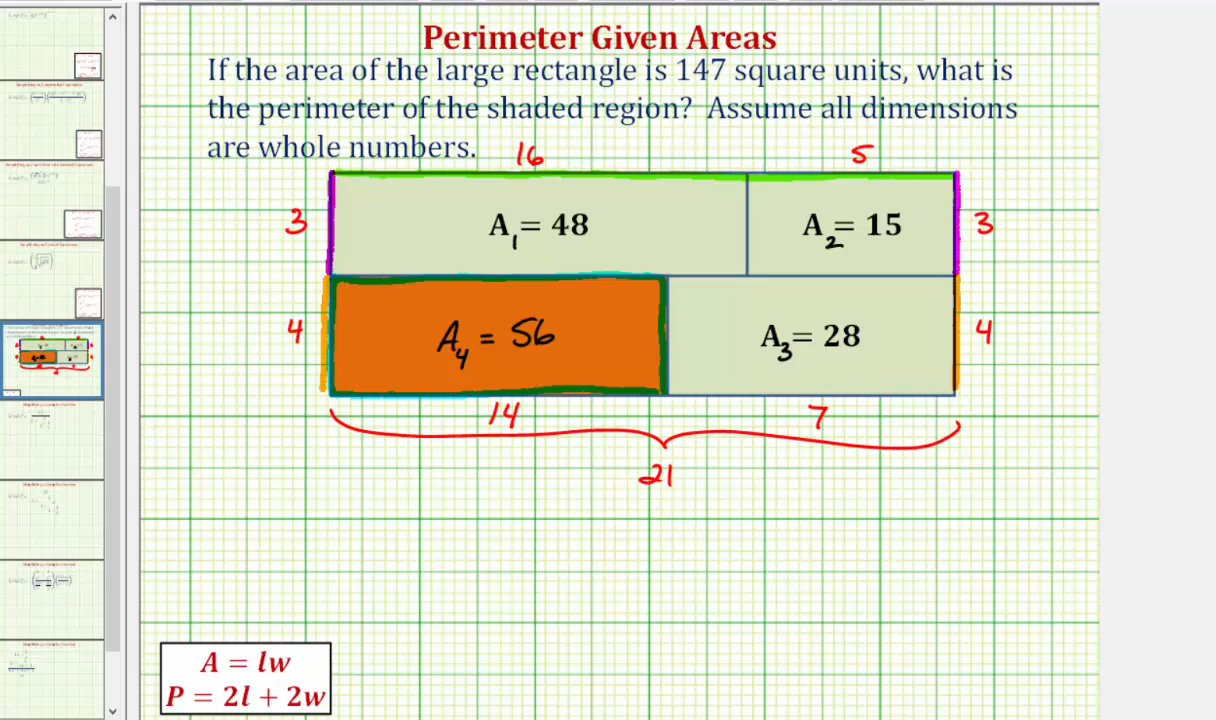 Perimeter Given Areas
If the area of the large rectangle is 147 square units, what is
the perimeter of the shaded region? Assume all dimensions
are whole numbers.
16 5
3 A₁= 48 A₂= 15 3
4 A₄ = 56 A₃= 28 4
14 7
21
A = lw
P = 2l + 2w